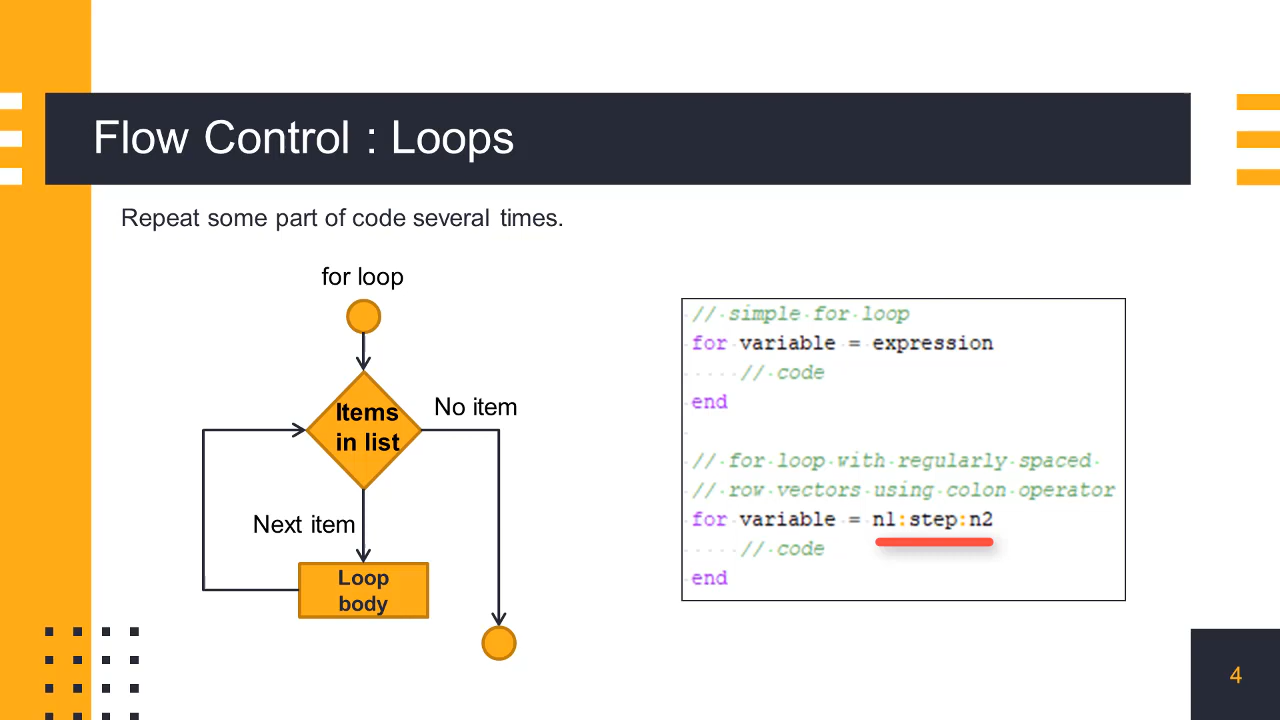 Flow Control : Loops
Repeat some part of code several times.
for loop
Items
in list
No item
Next item
Loop
body
// simple for loop
for variable = expression
// code
end
// for loop with regularly spaced
// row vectors using colon operator
for variable = n1:step:n2
// code
end
4